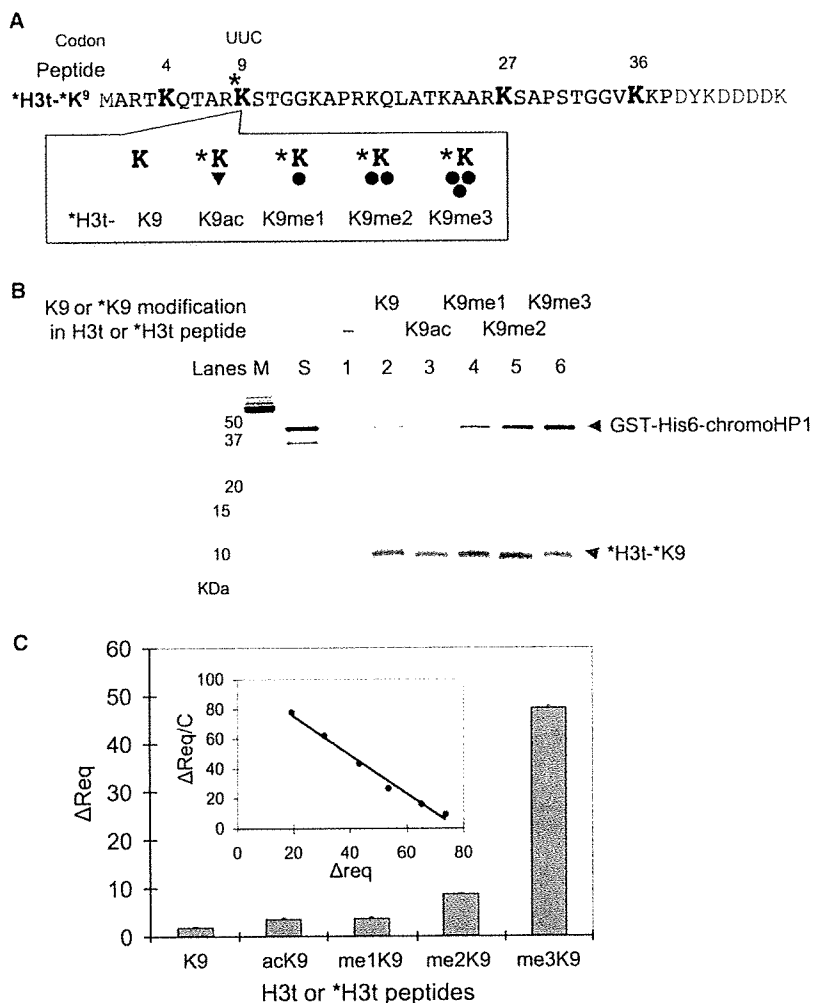 A
Codon UUC
Peptide 4 * 9 27 36
*H3t-*K⁹ MARTKQTARKSTGGKAPRKQLATKAARKSAPSTGGVKKPDYKDDDDK
K *K *K *K *K
*H3t- K9 K9ac K9me1 K9me2 K9me3
B
K9 or *K9 modification K9 K9me1 K9me3
in H3t or *H3t peptide – K9ac K9me2
Lanes M S 1 2 3 4 5 6
50 GST-His6-chromoHP1
37
20
15
10 *H3t-*K9
KDa
C
60
50
40
30
20
10
0
ΔReq
100
80
60
40
20
0
ΔReq/C
0 20 40 60 80
Δreq
K9 acK9 me1K9 me2K9 me3K9
H3t or *H3t peptides